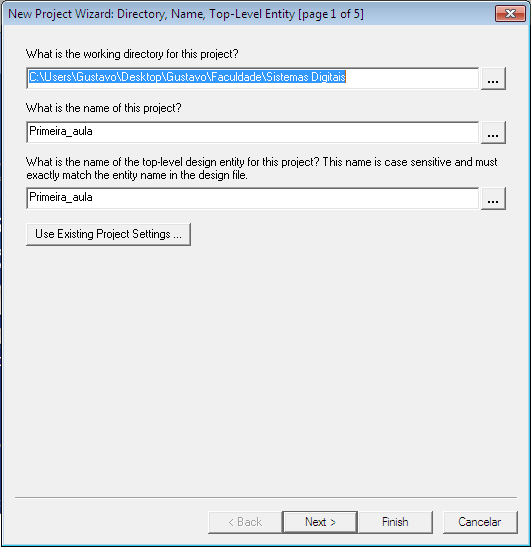 New Project Wizard: Directory, Name, Top-Level Entity [page 1 of 5]
What is the working directory for this project?
C:\Users\Gustavo\Desktop\Gustavo\Faculdade\Sistemas Digitais
...
What is the name of this project?
Primeira_aula
...
What is the name of the top-level design entity for this project? This name is case sensitive and must
exactly match the entity name in the design file.
Primeira_aula
...
Use Existing Project Settings ...
< Back
Next >
Finish
Cancelar